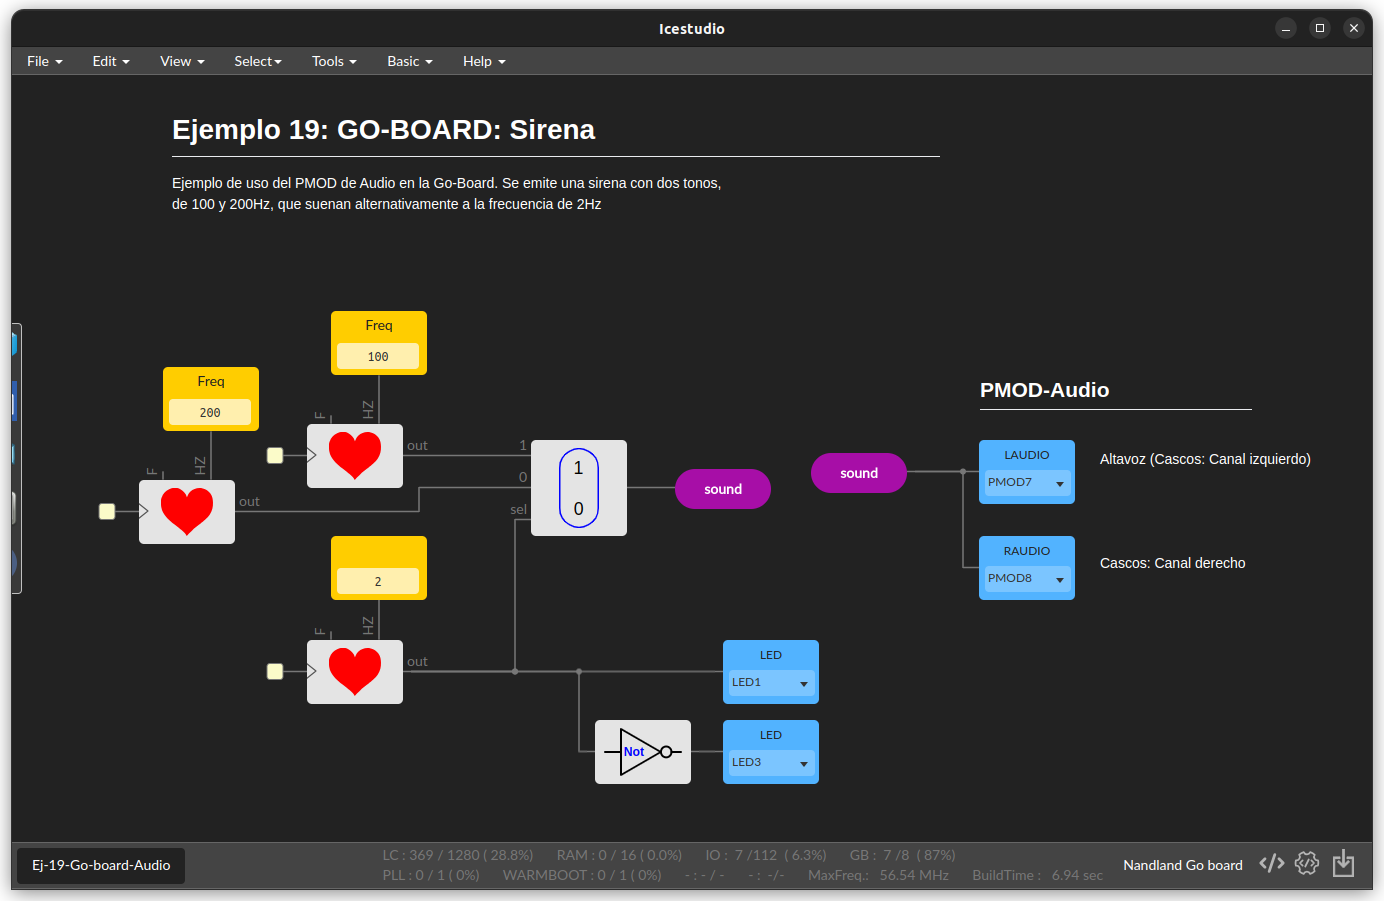 Icestudio
File Edit View Select Tools Basic Help
Ejemplo 19: GO-BOARD: Sirena
Ejemplo de uso del PMOD de Audio en la Go-Board. Se emite una sirena con dos tonos,
de 100 y 200Hz, que suenan alternativamente a la frecuencia de 2Hz
Freq
100
Freq
200
F HZ
out
F HZ
out
1
0
sel
1
0
sound
sound
PMOD-Audio
LAUDIO
PMOD7
Altavoz (Cascos: Canal izquierdo)
RAUDIO
PMOD8
Cascos: Canal derecho
2
F HZ
out
LED
LED1
Not
LED
LED3
Ej-19-Go-board-Audio
LC : 369 / 1280 ( 28.8%) RAM : 0 / 16 ( 0.0%) IO : 7 /112 ( 6.3%) GB : 7 /8 ( 87%)
PLL : 0 / 1 ( 0%) WARMBOOT : 0 / 1 ( 0%) - : - / - - : -/- MaxFreq.: 56.54 MHz BuildTime : 6.94 sec
Nandland Go board